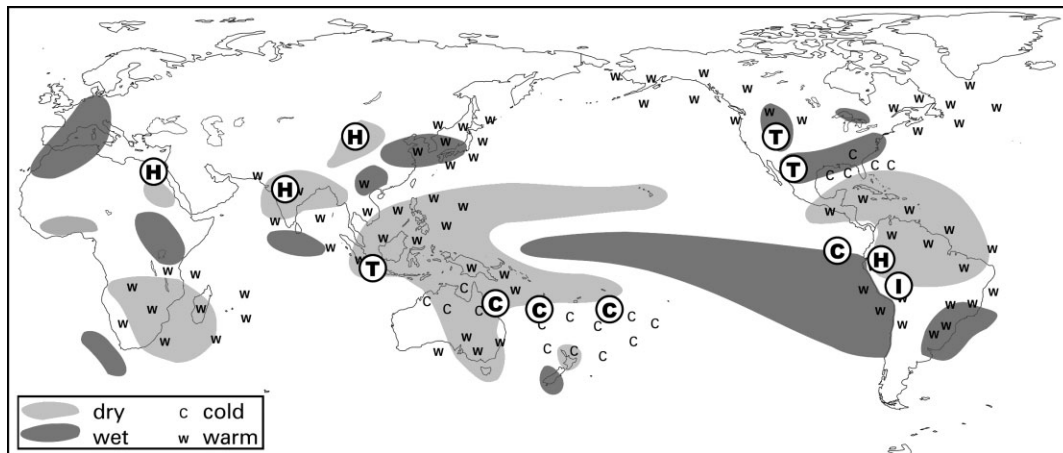 W W W W
W W W W W W
W W W
W W W W W
W W W W W
H T
W W C
W W H T C C C C
W H W W W W
W W W W W W
W W W W W W
W W C H W
W T W W W
W W C W I W
W W W C C C C C W W W W W
W W C C C C C W
W W W C W W W
W W W W W C C C
W W C C
dry c cold
wet w warm